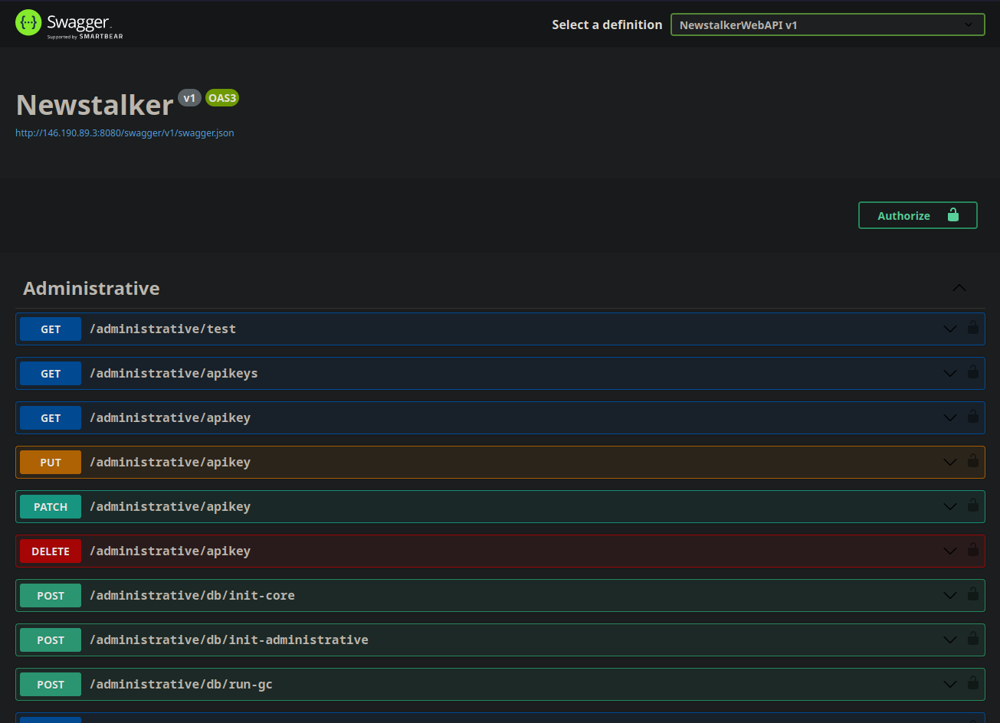 Swagger
Supported by SMARTBEAR
Select a definition
NewstalkerWebAPI v1
Newstalker v1 OAS3
http://146.190.89.3:8080/swagger/v1/swagger.json
Authorize
Administrative
GET /administrative/test
GET /administrative/apikeys
GET /administrative/apikey
PUT /administrative/apikey
PATCH /administrative/apikey
DELETE /administrative/apikey
POST /administrative/db/init-core
POST /administrative/db/init-administrative
POST /administrative/db/run-gc